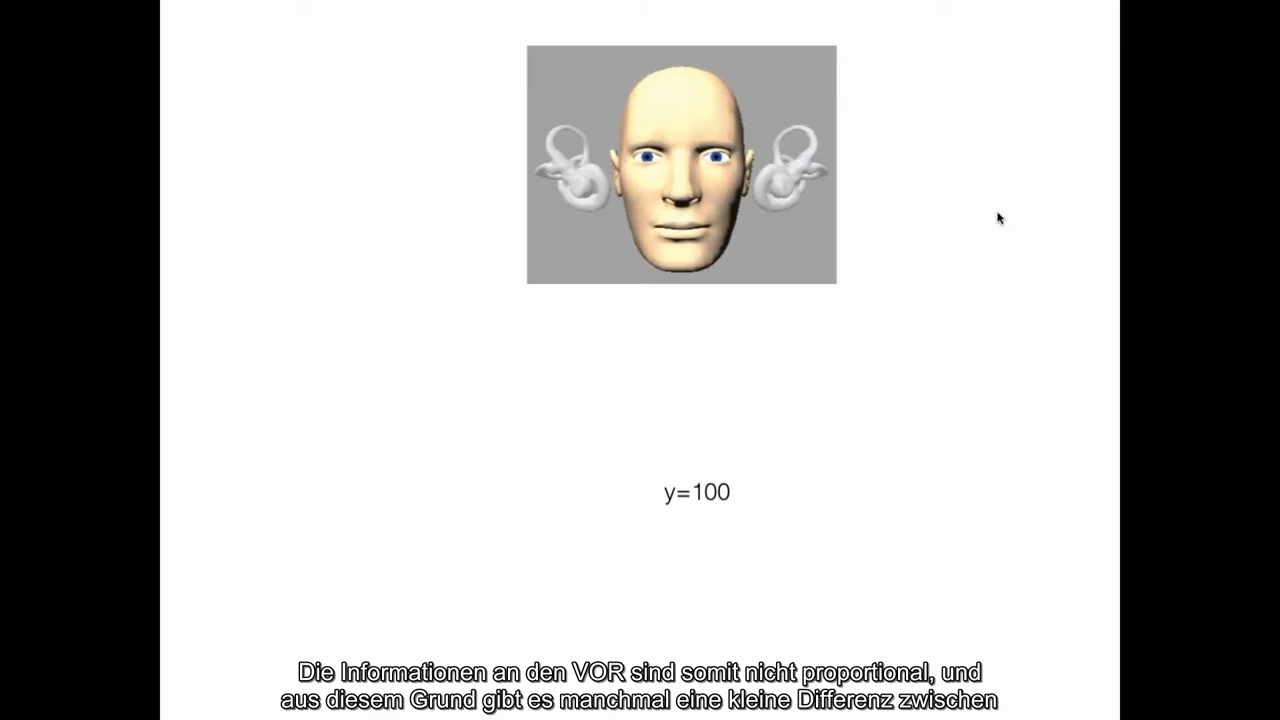 y=100
Die Informationen an den VOR sind somit nicht proportional, und
aus diesem Grund gibt es manchmal eine kleine Differenz zwischen